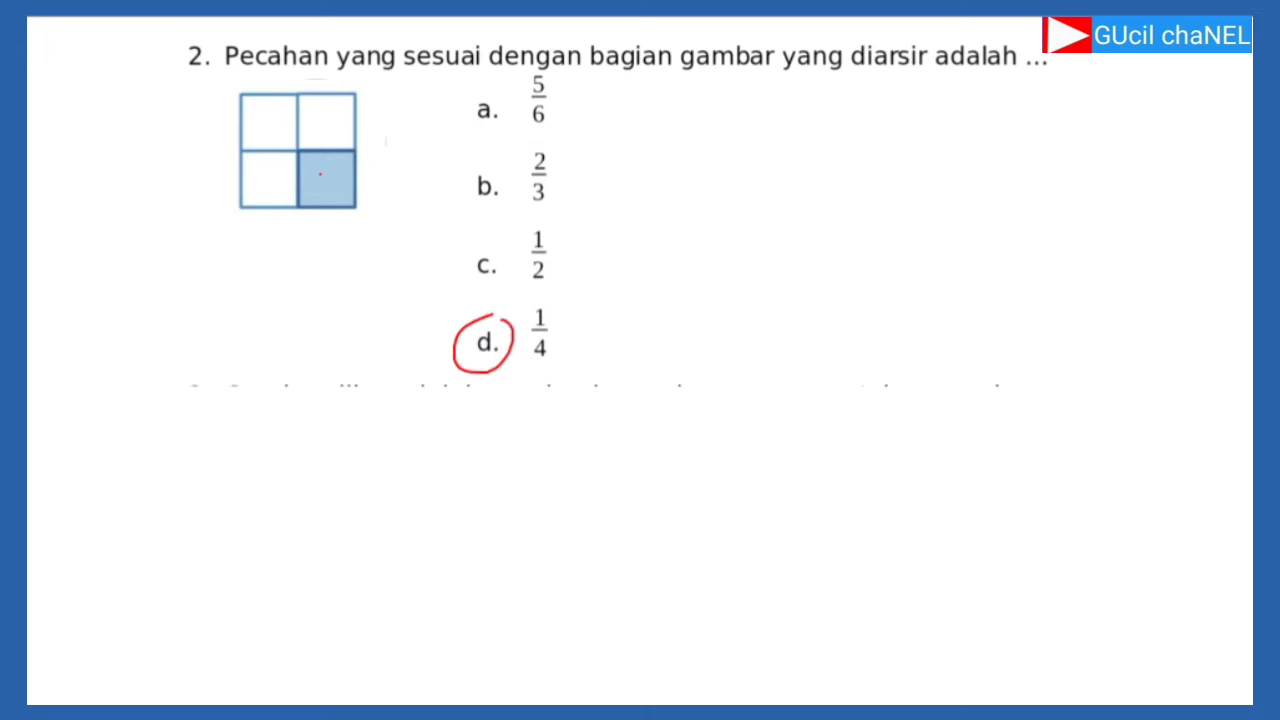 GUcil chaNEL
2. Pecahan yang sesuai dengan bagian gambar yang diarsir adalah ...
a. 5/6
b. 2/3
c. 1/2
d. 1/4